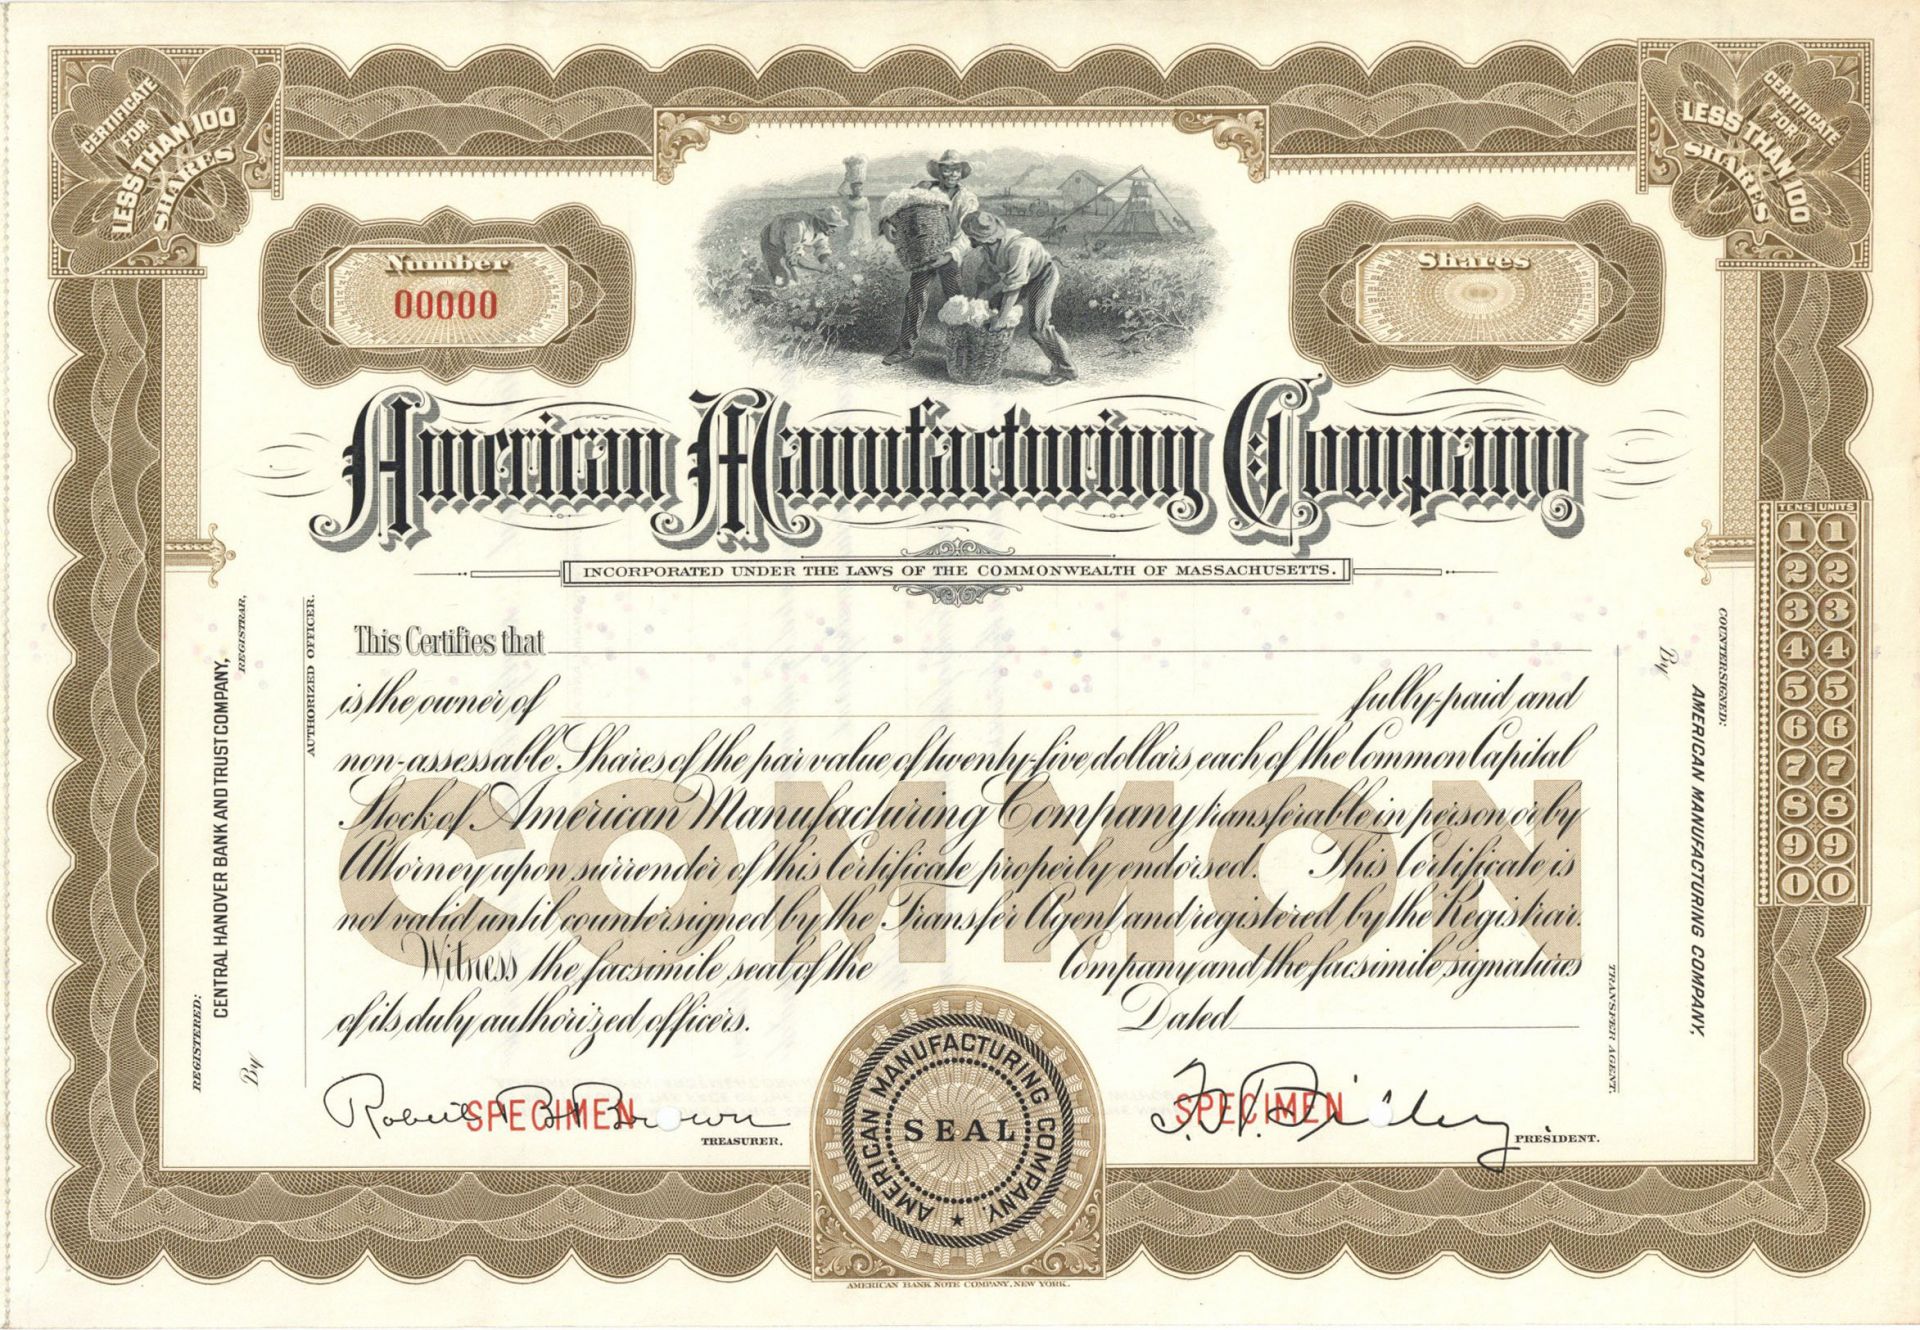 CERTIFICATE
FOR
LESS THAN 100
SHARES
CERTIFICATE
FOR
LESS THAN 100
SHARES
Number
00000
Shares
American Manufacturing Company
INCORPORATED UNDER THE LAWS OF THE COMMONWEALTH OF MASSACHUSETTS.
This Certifies that
is the owner of fully-paid and
non-assessable Shares of the par value of twenty-five dollars each of the Common Capital
Stock of American Manufacturing Company transferable in person or by
Attorney upon surrender of this Certificate properly endorsed. This Certificate is
not valid until countersigned by the Transfer Agent and registered by the Registrar.
Witness the facsimile seal of the Company and the facsimile signatures
of its duly authorized officers.
Dated
COMMON
REGISTERED:
CENTRAL HANOVER BANK AND TRUST COMPANY,
REGISTRAR,
By
AUTHORIZED OFFICER.
COUNTERSIGNED:
AMERICAN MANUFACTURING COMPANY,
By
TRANSFER AGENT.
TENS UNITS
1 1
2 2
3 3
4 4
5 5
6 6
7 7
8 8
9 9
0 0
Robert B. Brown
SPECIMEN
TREASURER.
AMERICAN MANUFACTURING COMPANY.
SEAL
SPECIMEN
PRESIDENT.
AMERICAN BANK NOTE COMPANY, NEW YORK.